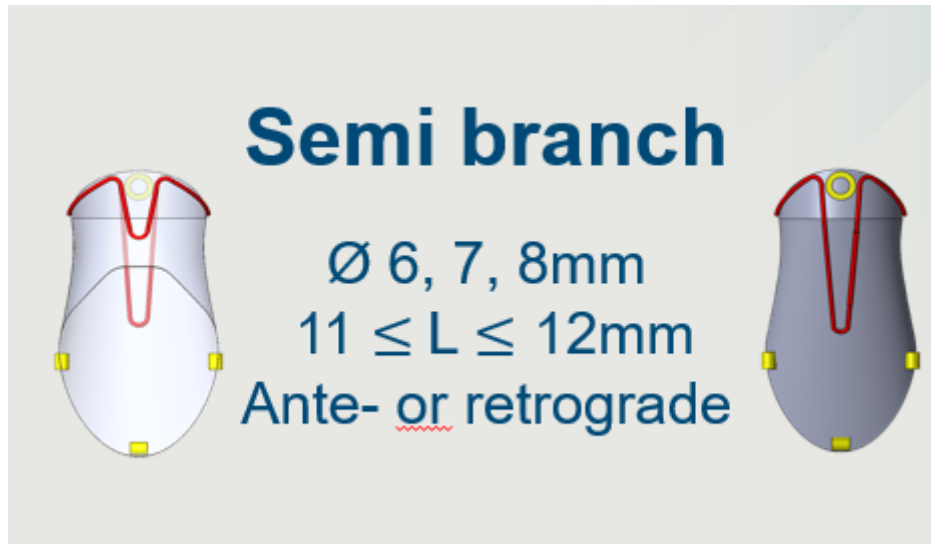 Semi branch
Ø 6, 7, 8mm
11 ≤ L ≤ 12mm
Ante- or retrograde